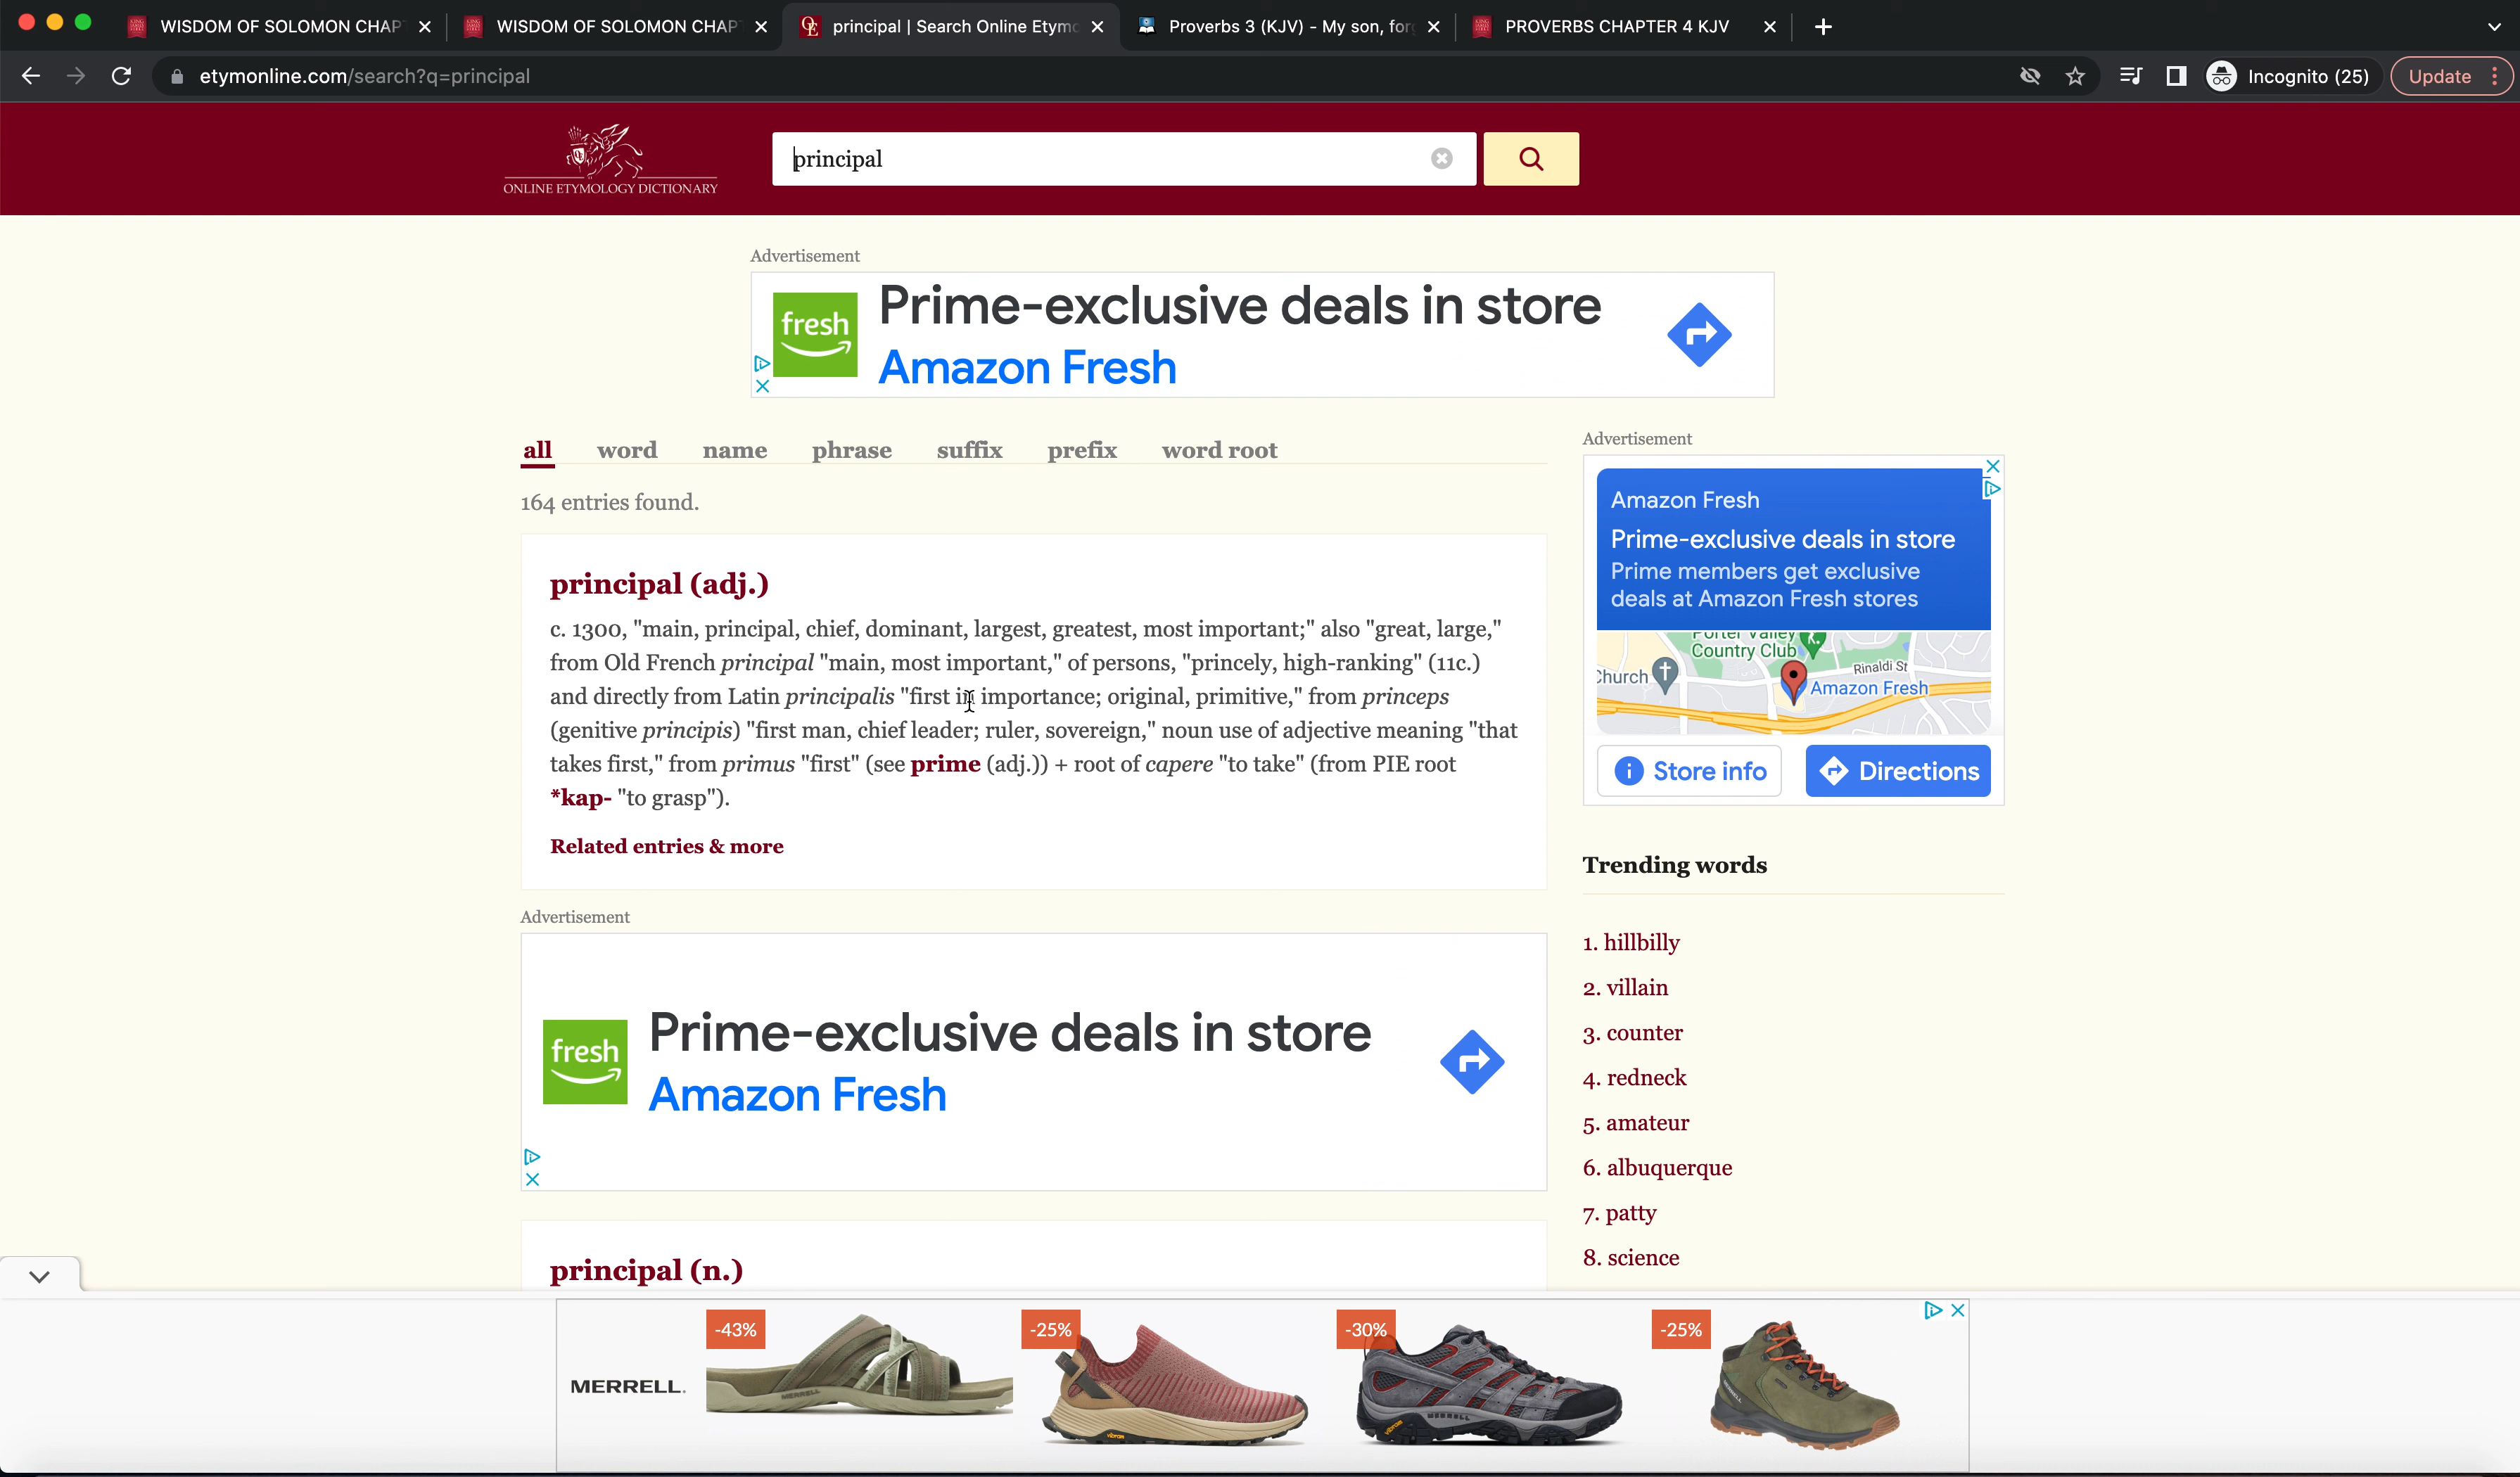 WISDOM OF SOLOMON CHAP
WISDOM OF SOLOMON CHAP
principal | Search Online Etymo
Proverbs 3 (KJV) - My son, for
PROVERBS CHAPTER 4 KJV
etymonline.com/search?q=principal
Incognito (25)
Update
ONLINE ETYMOLOGY DICTIONARY
principal
Advertisement
fresh
Prime-exclusive deals in store
Amazon Fresh
all word name phrase suffix prefix word root
164 entries found.
principal (adj.)
c. 1300, "main, principal, chief, dominant, largest, greatest, most important;" also "great, large,"
from Old French principal "main, most important," of persons, "princely, high-ranking" (11c.)
and directly from Latin principalis "first in importance; original, primitive," from princeps
(genitive principis) "first man, chief leader; ruler, sovereign," noun use of adjective meaning "that
takes first," from primus "first" (see prime (adj.)) + root of capere "to take" (from PIE root
*kap- "to grasp").
Related entries & more
Advertisement
fresh
Prime-exclusive deals in store
Amazon Fresh
principal (n.)
Advertisement
Amazon Fresh
Prime-exclusive deals in store
Prime members get exclusive
deals at Amazon Fresh stores
Porter Valley
Country Club
Rinaldi St
Church
Amazon Fresh
Store info
Directions
Trending words
1. hillbilly
2. villain
3. counter
4. redneck
5. amateur
6. albuquerque
7. patty
8. science
MERRELL.
-43%
-25%
-30%
-25%
MERRELL
vibram
MERRELL
vibram